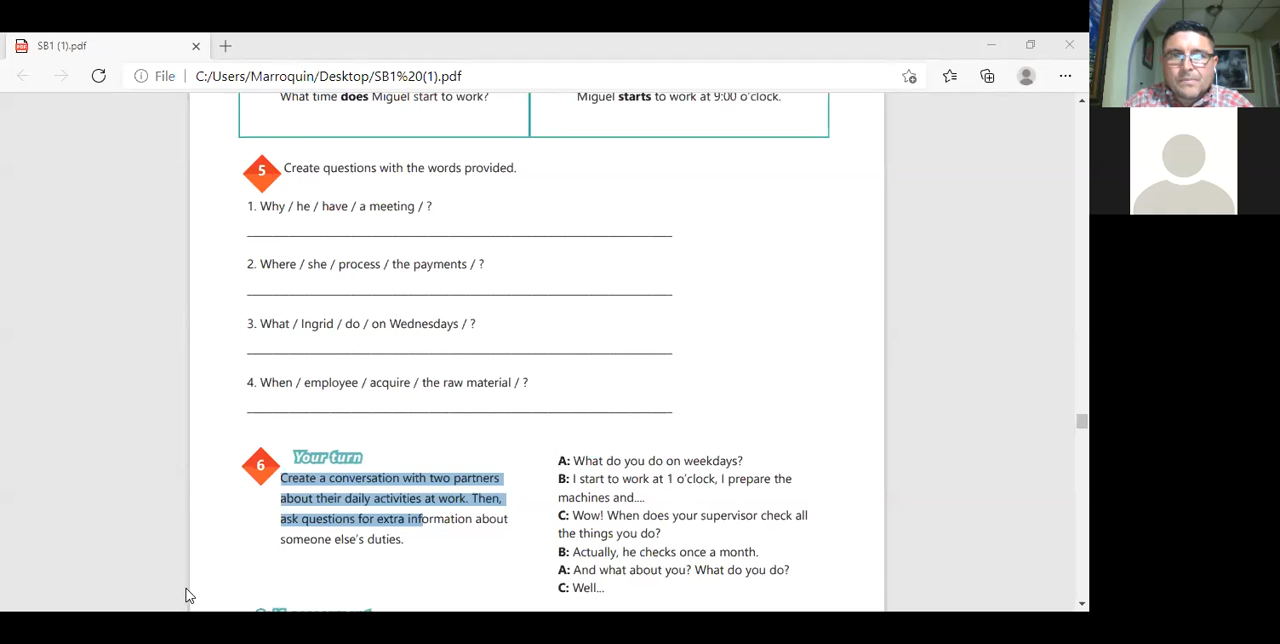 SB1 (1).pdf
File
C:/Users/Marroquin/Desktop/SB1%20(1).pdf
What time does Miguel start to work?
Miguel starts to work at 9:00 o'clock.
5
Create questions with the words provided.
1. Why / he / have / a meeting / ?
2. Where / she / process / the payments / ?
3. What / Ingrid / do / on Wednesdays / ?
4. When / employee / acquire / the raw material / ?
6
Your turn
Create a conversation with two partners
about their daily activities at work. Then,
ask questions for extra information about
someone else's duties.
A: What do you do on weekdays?
B: I start to work at 1 o'clock, I prepare the
machines and....
C: Wow! When does your supervisor check all
the things you do?
B: Actually, he checks once a month.
A: And what about you? What do you do?
C: Well...